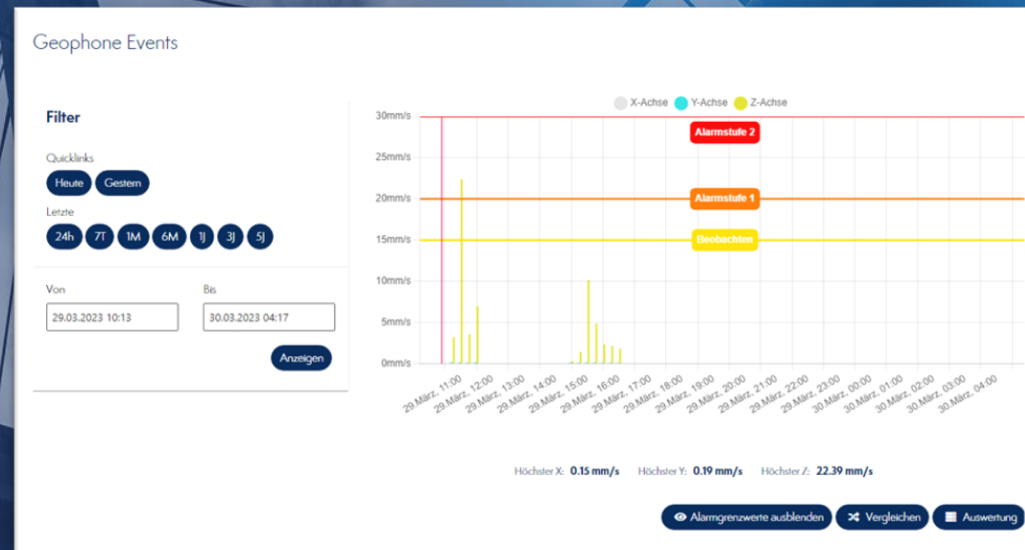 Geophone Events
Filter
Quicklinks
Heute Gestern
Letzte
24h 7T 1M 6M 1J 3J 5J
Von Bis
29.03.2023 10:13 30.03.2023 04:17
Anzeigen
X-Achse Y-Achse Z-Achse
30mm/s
Alarmstufe 2
25mm/s
20mm/s
Alarmstufe 1
15mm/s
Beobachten
10mm/s
5mm/s
0mm/s
29.März, 11:00 29.März, 12:00 29.März, 13:00 29.März, 14:00 29.März, 15:00 29.März, 16:00 29.März, 17:00 29.März, 18:00 29.März, 19:00 29.März, 20:00 29.März, 21:00 29.März, 22:00 29.März, 23:00 30.März, 00:00 30.März, 01:00 30.März, 02:00 30.März, 03:00 30.März, 04:00
Höchster X: 0.15 mm/s Höchster Y: 0.19 mm/s Höchster Z: 22.39 mm/s
Alarmgrenzwerte ausblenden Vergleichen Auswertung